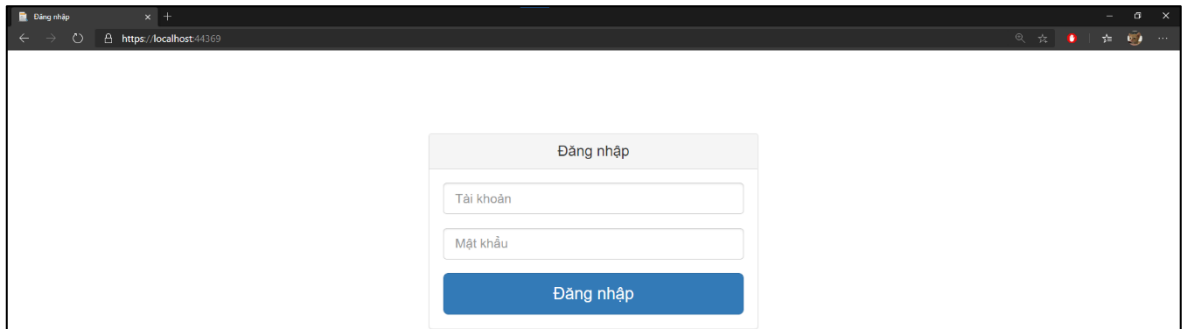 Đăng nhập
https://localhost:44369
Đăng nhập
Tài khoản
Mật khẩu
Đăng nhập